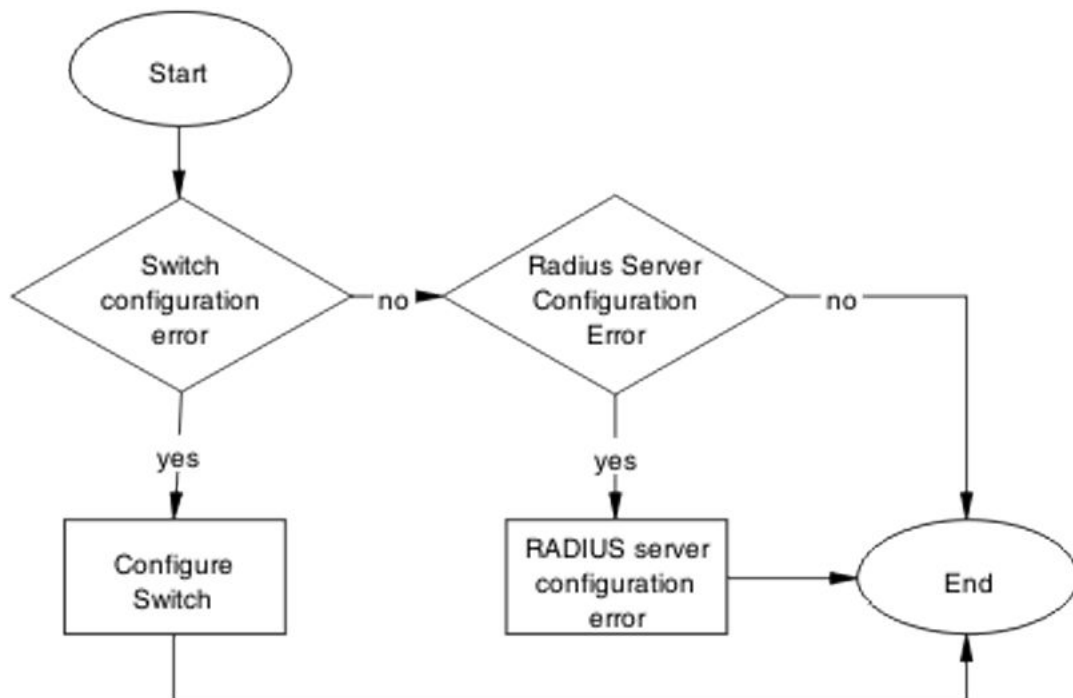 Start
Switch
configuration
error
no
Radius Server
Configuration
Error
no
yes
yes
Configure
Switch
RADIUS server
configuration
error
End